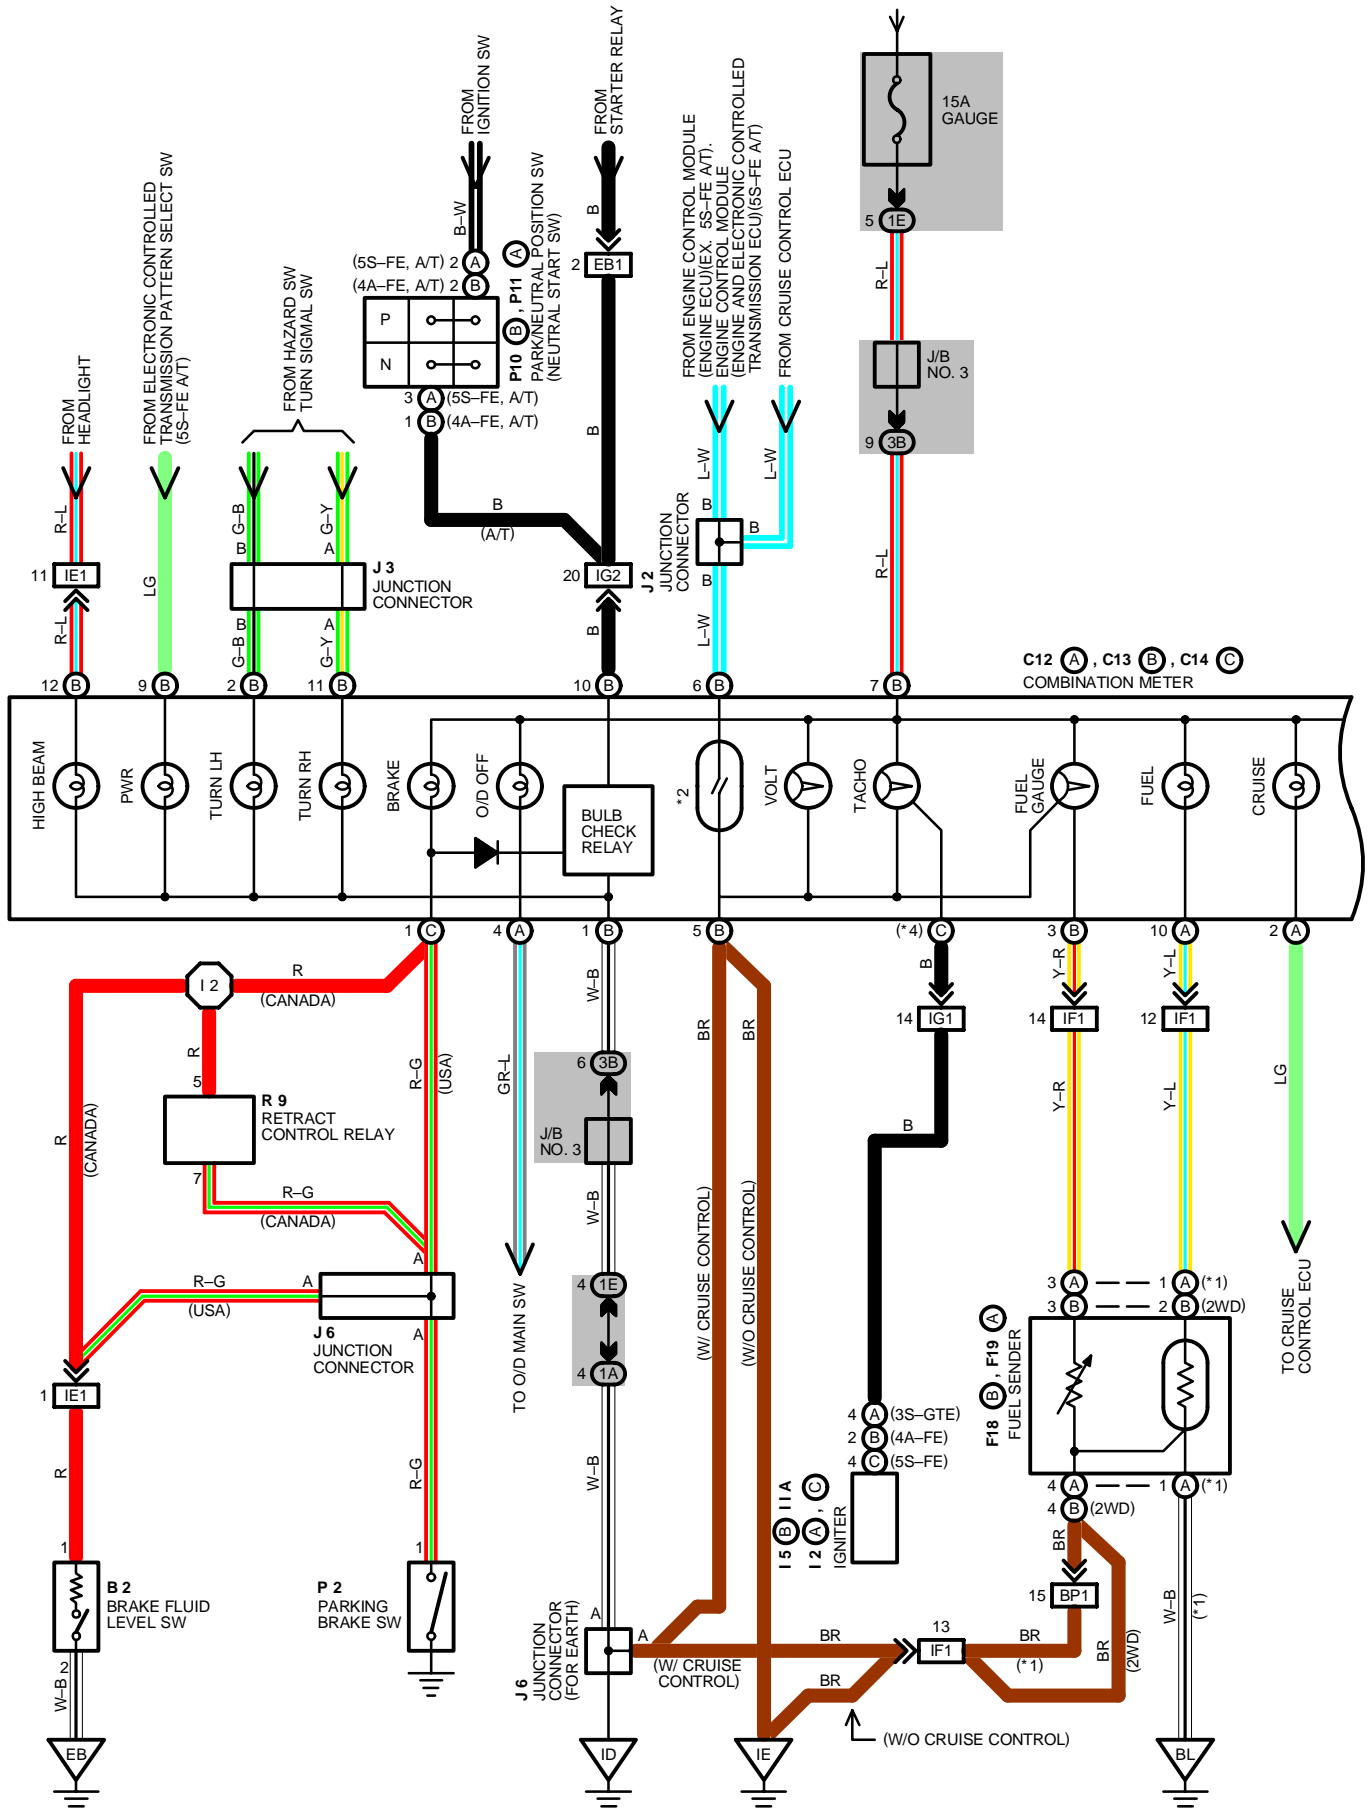 FROM
IGNITION SW
FROM
STARTER RELAY
15A
GAUGE
5 1E
FROM ELECTRONIC CONTROLLED
TRANSMISSION PATTERN SELECT SW
(5S–FE A/T)
FROM
HEADLIGHT
FROM HAZARD SW
TURN SIGMAL SW
B–W
(5S–FE, A/T) 2 A
(4A–FE, A/T) 2 B
P
N
3 A (5S–FE, A/T)
1 B (4A–FE, A/T)
P10 B , P11 A
PARK/NEUTRAL POSITION SW
(NEUTRAL START SW)
B
2 EB1
B
FROM ENGINE CONTROL MODULE
(ENGINE ECU)(EX. 5S–FE A/T).
ENGINE CONTROL MODULE
(ENGINE AND ELECTRONIC CONTROLLED
TRANSMISSION ECU)(5S–FE A/T)
FROM CRUISE CONTROL ECU
R–L
J/B
NO. 3
9 3B
R–L
R–L
11 IE1
R–L
LG
G–B
G–Y
B
A
J 3
JUNCTION
CONNECTOR
B
A
G–B
G–Y
B
(A/T)
20 IG2
B
L–W
L–W
B
B
B
J 2
JUNCTION
CONNECTOR
L–W
C12 A , C13 B , C14 C
COMBINATION METER
12 B
9 B
2 B
11 B
10 B
6 B
7 B
HIGH BEAM
PWR
TURN LH
TURN RH
BRAKE
O/D OFF
BULB
CHECK
RELAY
*2
VOLT
TACHO
FUEL
GAUGE
FUEL
CRUISE
1 C
4 A
1 B
5 B
(*4) C
3 B
10 A
2 A
I 2
R
(CANADA)
R
5
R 9
RETRACT
CONTROL RELAY
7
R–G
(CANADA)
R
(CANADA)
R–G
(USA)
GR–L
TO O/D MAIN SW
W–B
6 3B
J/B
NO. 3
W–B
4 1E
4 1A
W–B
BR
BR
(W/ CRUISE CONTROL)
(W/O CRUISE CONTROL)
B
14 IG1
B
Y–R
14 IF1
Y–R
Y–L
12 IF1
Y–L
LG
TO CRUISE
CONTROL ECU
R–G
(USA)
A
A
A
J 6
JUNCTION
CONNECTOR
1 IE1
R
R–G
1
B 2
BRAKE FLUID
LEVEL SW
2
W–B
EB
1
P 2
PARKING
BRAKE SW
3 A 1 A (*1)
3 B 2 B (2WD)
F18 B , F19 A
FUEL SENDER
4 A 1 A (*1)
4 B (2WD)
4 A (3S–GTE)
2 B (4A–FE)
4 C (5S–FE)
I 5 B I I A
I 2 A , C
IGNITER
BR
15 BP1
A
A
J 6
JUNCTION
CONNECTOR
(FOR EARTH)
BR
(W/ CRUISE
CONTROL)
13
IF1
BR
(*1)
BR
(2WD)
W–B
(*1)
BR
(W/O CRUISE CONTROL)
ID
IE
BL